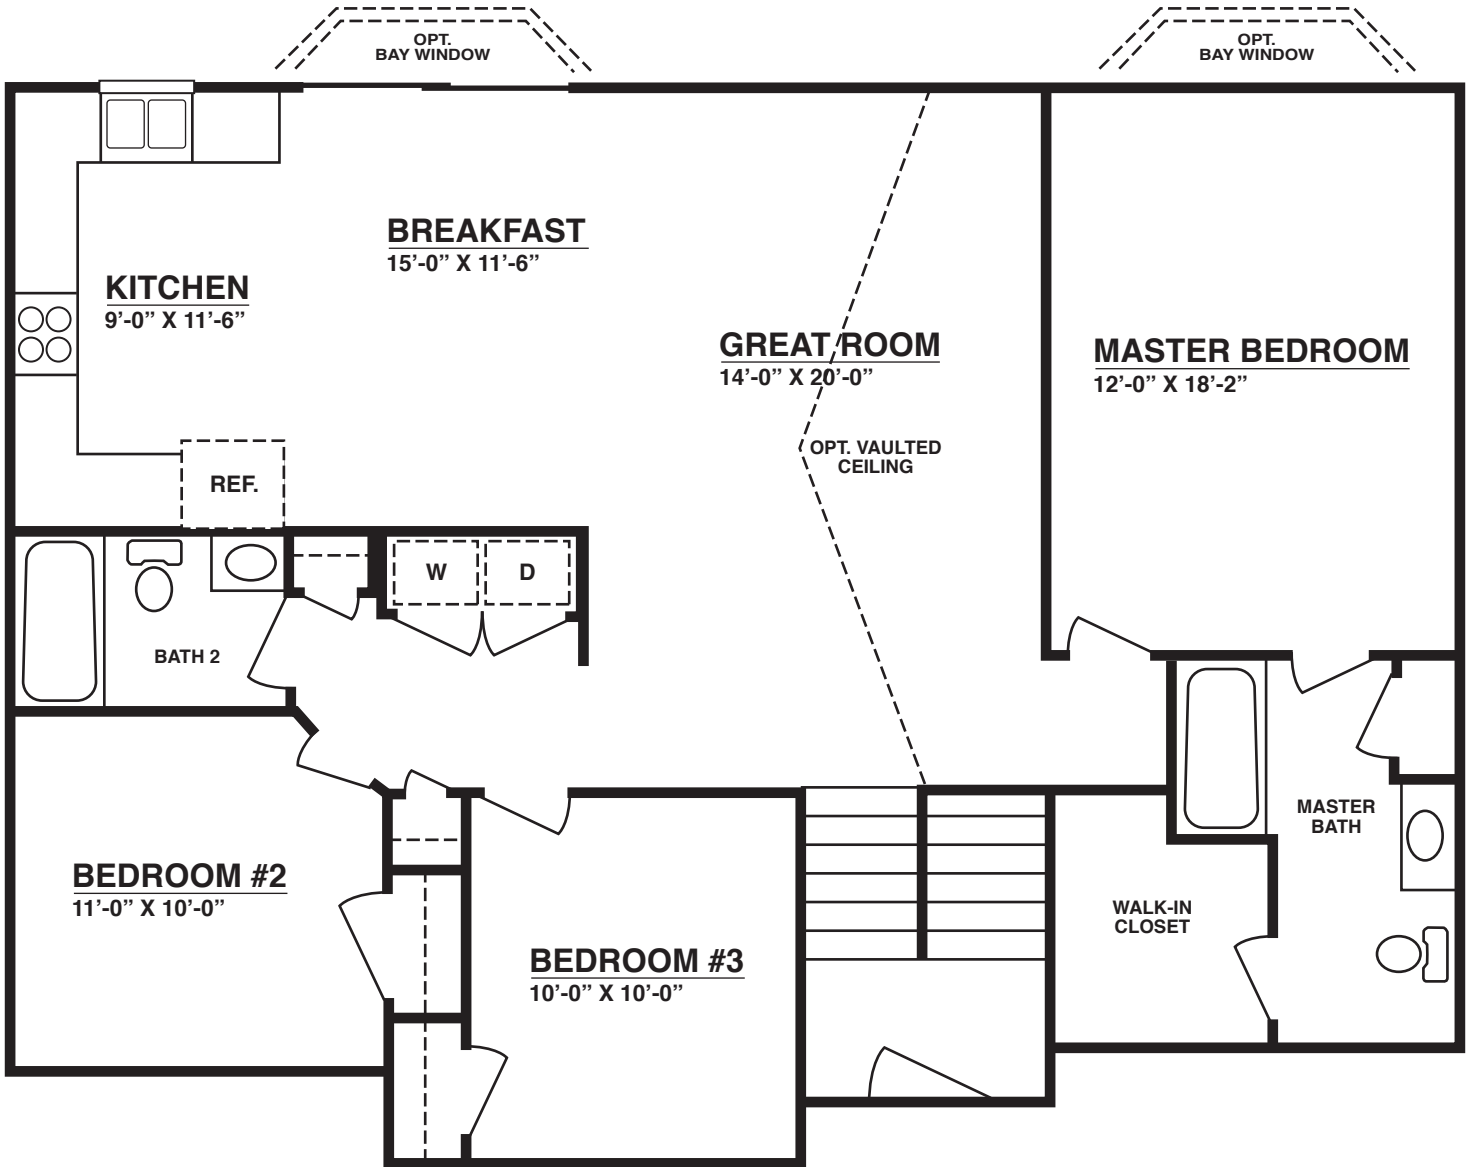 OPT.
BAY WINDOW
OPT.
BAY WINDOW
BREAKFAST
15’-0” X 11’-6”
KITCHEN
9’-0” X 11’-6”
GREAT ROOM
14’-0” X 20’-0”
MASTER BEDROOM
12’-0” X 18’-2”
OPT. VAULTED
CEILING
REF.
W
D
BATH 2
MASTER
BATH
BEDROOM #2
11’-0” X 10’-0”
WALK-IN
CLOSET
BEDROOM #3
10’-0” X 10’-0”